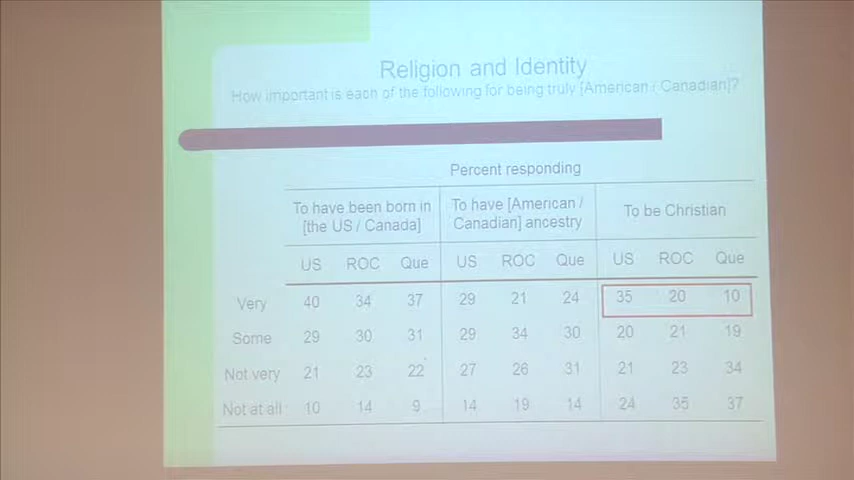 Religion and Identity
How important is each of the following for being truly [American / Canadian]?
Percent responding
To have been born in [the US / Canada] To have [American / Canadian] ancestry To be Christian
US ROC Que US ROC Que US ROC Que
Very 40 34 37 29 21 24 35 20 10
Some 29 30 31 29 34 30 20 21 19
Not very 21 23 22 27 26 31 21 23 34
Not at all 10 14 9 14 19 14 24 35 37